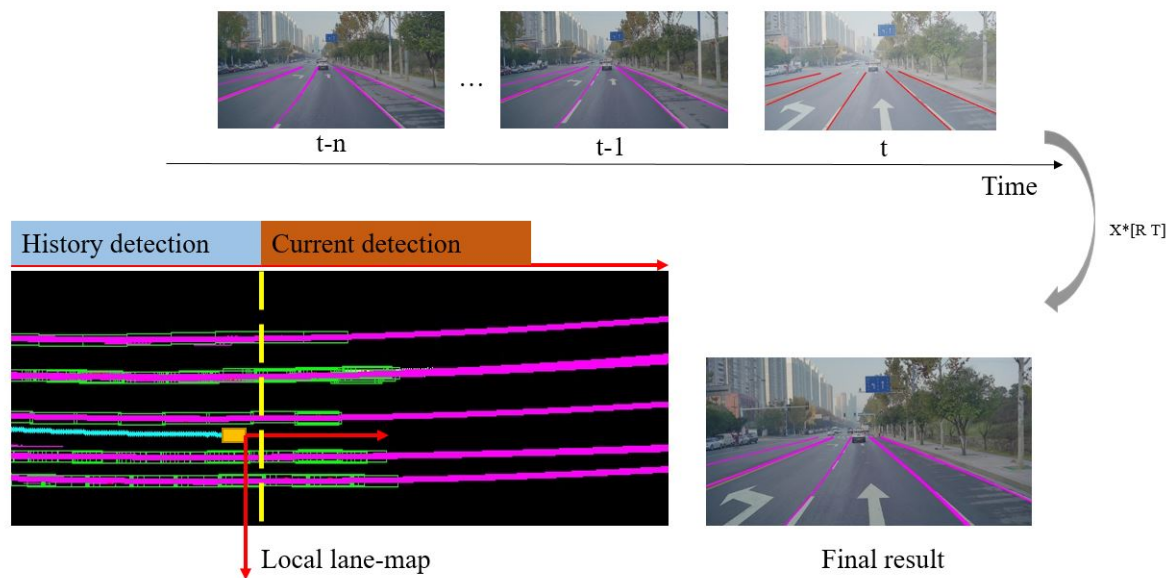 …
t-n
t-1
t
Time
X*[R T]
History detection
Current detection
Local lane-map
Final result